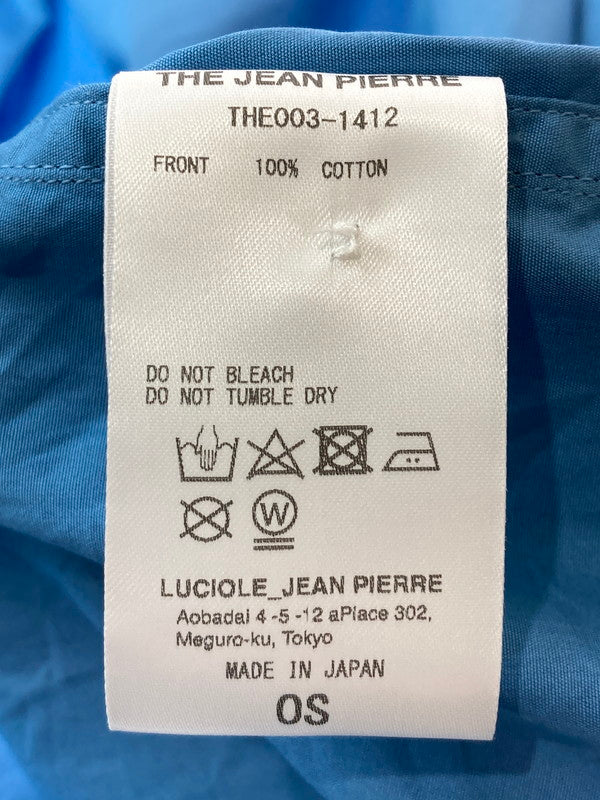 THE JEAN PIERRE
THE003-1412
FRONT 100% COTTON
DO NOT BLEACH
DO NOT TUMBLE DRY
W
LUCIOLE_JEAN PIERRE
Aobadai 4-5-12 aPlace 302,
Meguro-ku, Tokyo
MADE IN JAPAN
OS